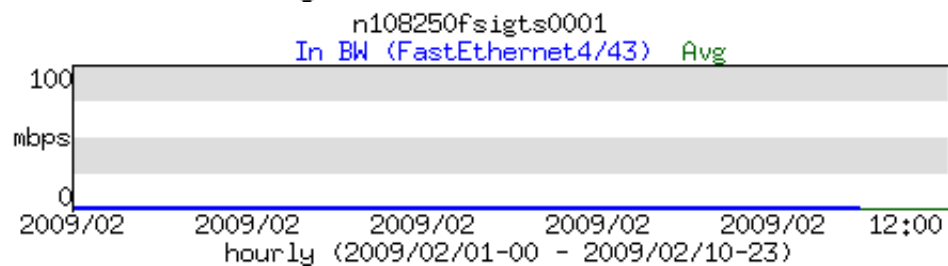 n108250fsigts0001
In BW (FastEthernet4/43) Avg
100
mbps
0
2009/02 2009/02 2009/02 2009/02 2009/02 12:00
hourly (2009/02/01-00 - 2009/02/10-23)